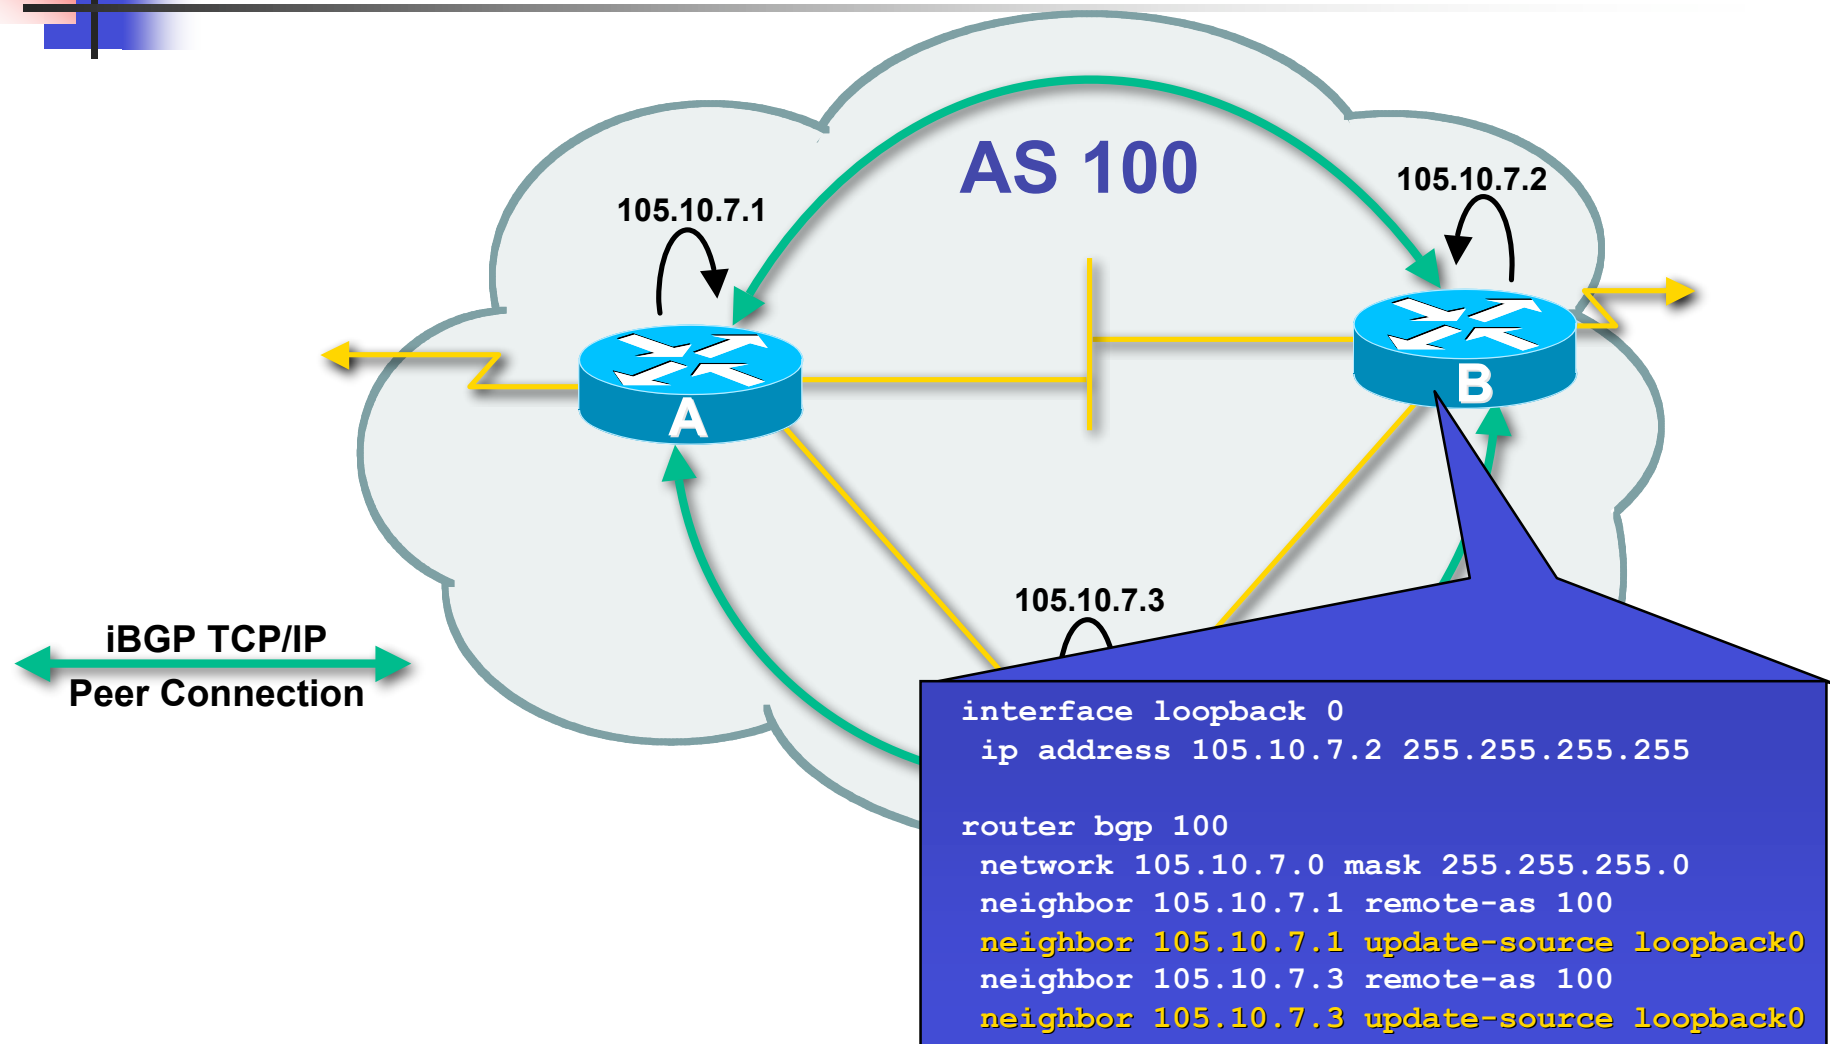 AS 100
105.10.7.1
105.10.7.2
A
B
105.10.7.3
iBGP TCP/IP
Peer Connection
interface loopback 0
ip address 105.10.7.2 255.255.255.255
router bgp 100
network 105.10.7.0 mask 255.255.255.0
neighbor 105.10.7.1 remote-as 100
neighbor 105.10.7.1 update-source loopback0
neighbor 105.10.7.3 remote-as 100
neighbor 105.10.7.3 update-source loopback0